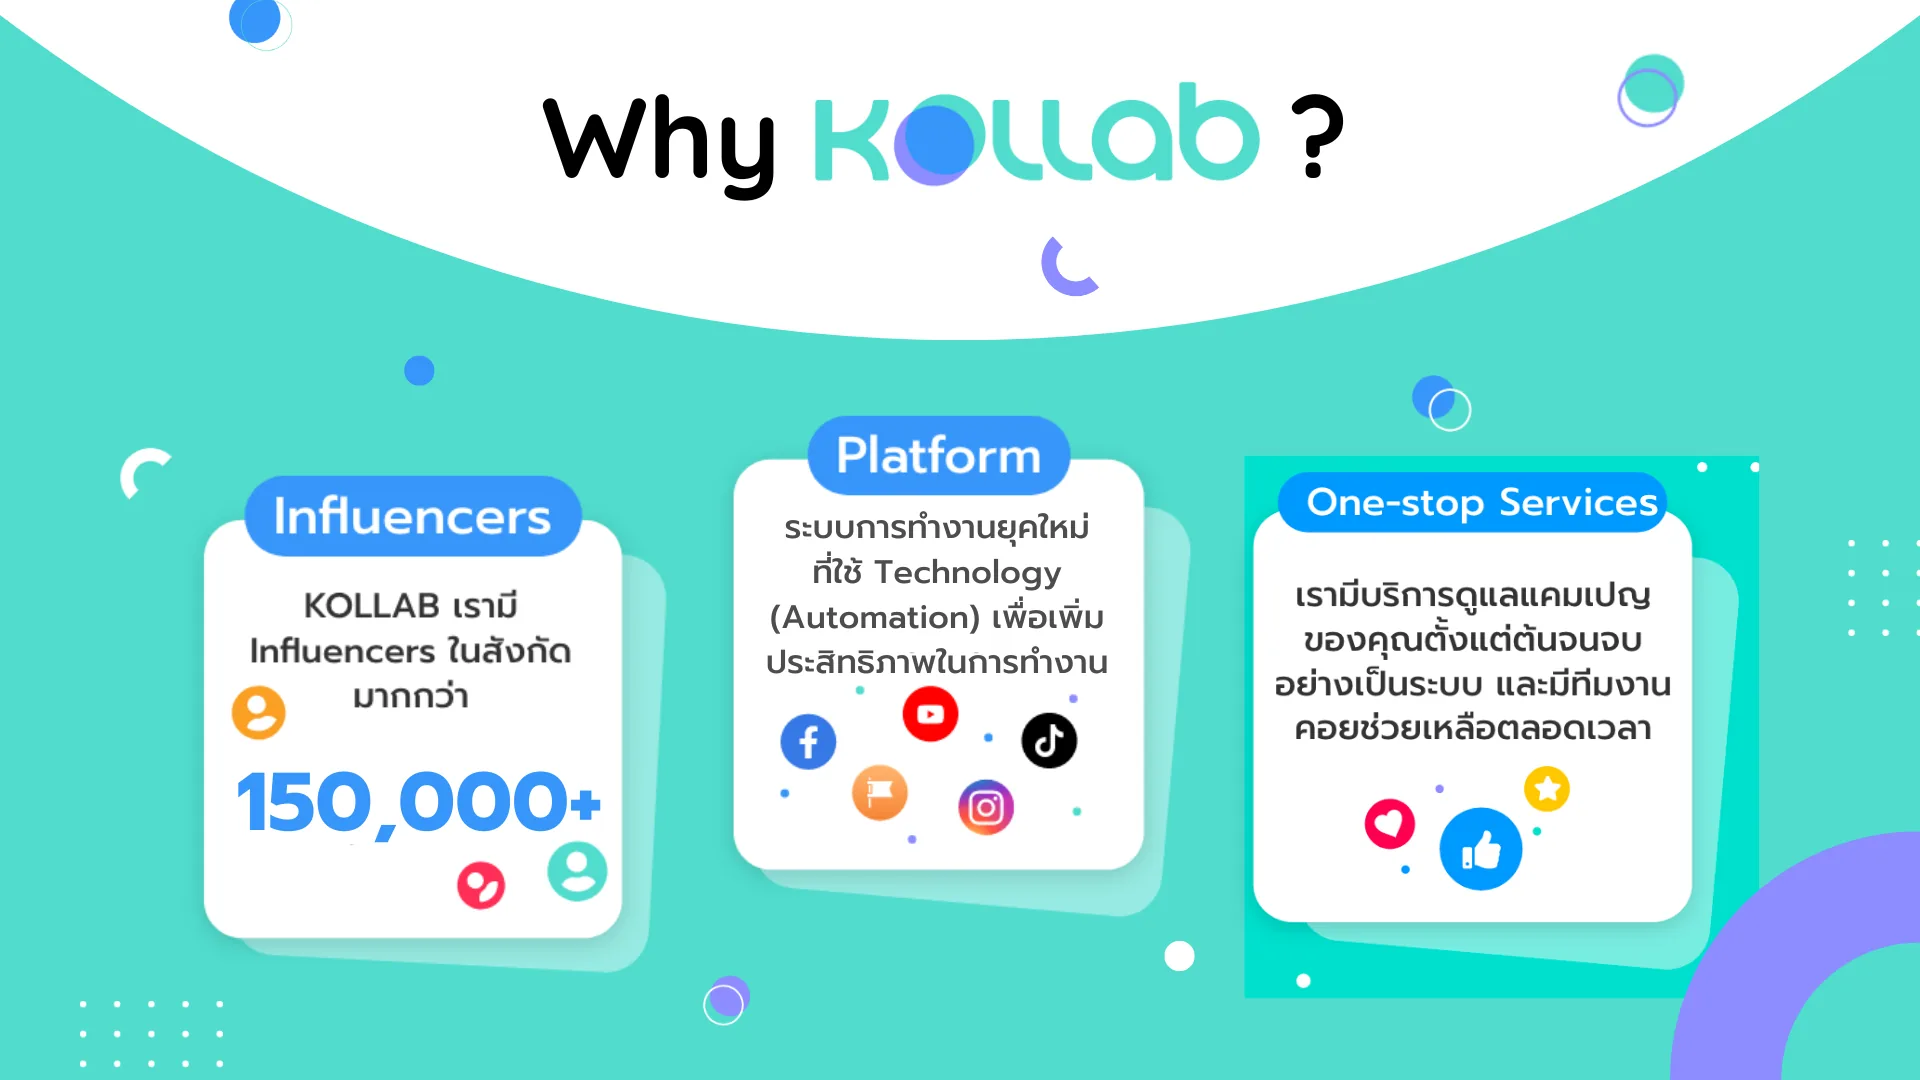 Why Kollab ?
Influencers
KOLLAB เรามี
Influencers ในสังกัด
มากกว่า
150,000+
Platform
ระบบการทำงานยุคใหม่
ที่ใช้ Technology
(Automation) เพื่อเพิ่ม
ประสิทธิภาพในการทำงาน
One-stop Services
เรามีบริการดูแลแคมเปญ
ของคุณตั้งแต่ต้นจนจบ
อย่างเป็นระบบ และมีทีมงาน
คอยช่วยเหลือตลอดเวลา